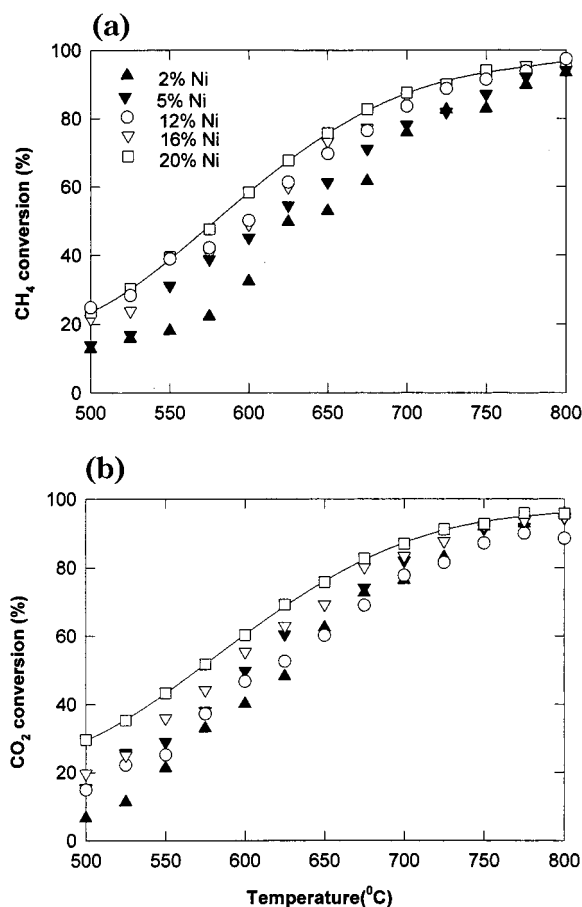 (a)
100
80
60
40
20
0
CH₄ conversion (%)
2% Ni
5% Ni
12% Ni
16% Ni
20% Ni
500 550 600 650 700 750 800
(b)
100
80
60
40
20
0
CO₂ conversion (%)
500 550 600 650 700 750 800
Temperature(⁰C)